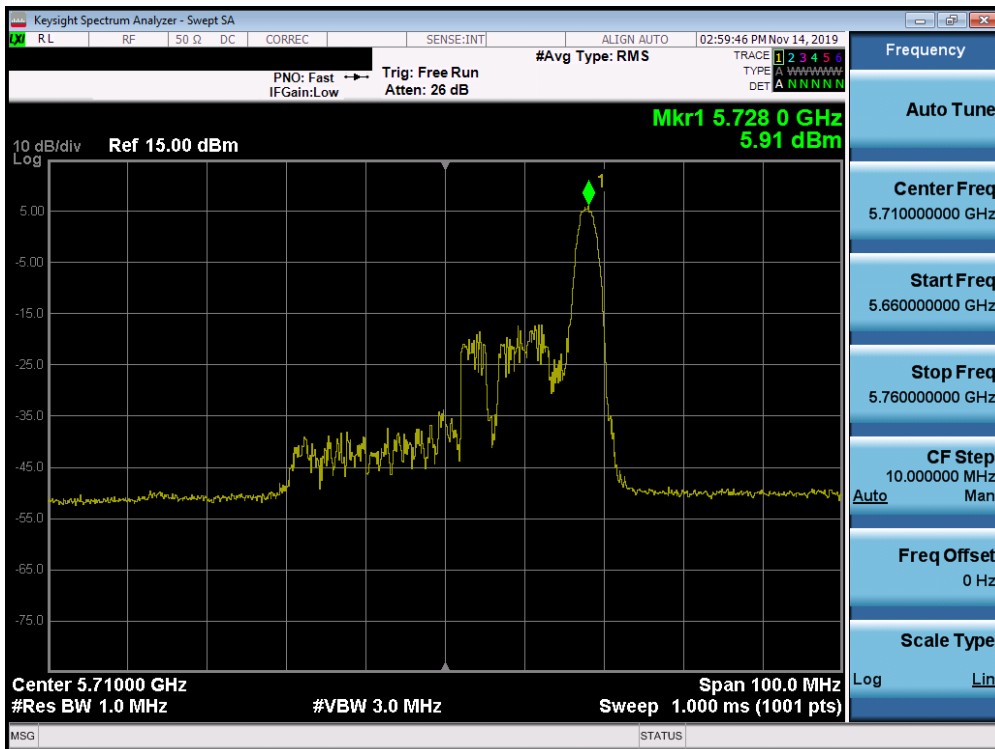 Keysight Spectrum Analyzer - Swept SA
LXI RL RF 50 Ω DC CORREC SENSE:INT ALIGN AUTO 02:59:46 PM Nov 14, 2019
PNO: Fast
IFGain:Low
Trig: Free Run
Atten: 26 dB
#Avg Type: RMS
TRACE 1 2 3 4 5 6
TYPE A WWWWW
DET A N N N N N
Mkr1 5.728 0 GHz
5.91 dBm
10 dB/div Ref 15.00 dBm
Log
1
5.00
-5.00
-15.0
-25.0
-35.0
-45.0
-55.0
-65.0
-75.0
Center 5.71000 GHz Span 100.0 MHz
#Res BW 1.0 MHz #VBW 3.0 MHz Sweep 1.000 ms (1001 pts)
MSG STATUS
Frequency
Auto Tune
Center Freq
5.710000000 GHz
Start Freq
5.660000000 GHz
Stop Freq
5.760000000 GHz
CF Step
10.000000 MHz
Auto Man
Freq Offset
0 Hz
Scale Type
Log Lin